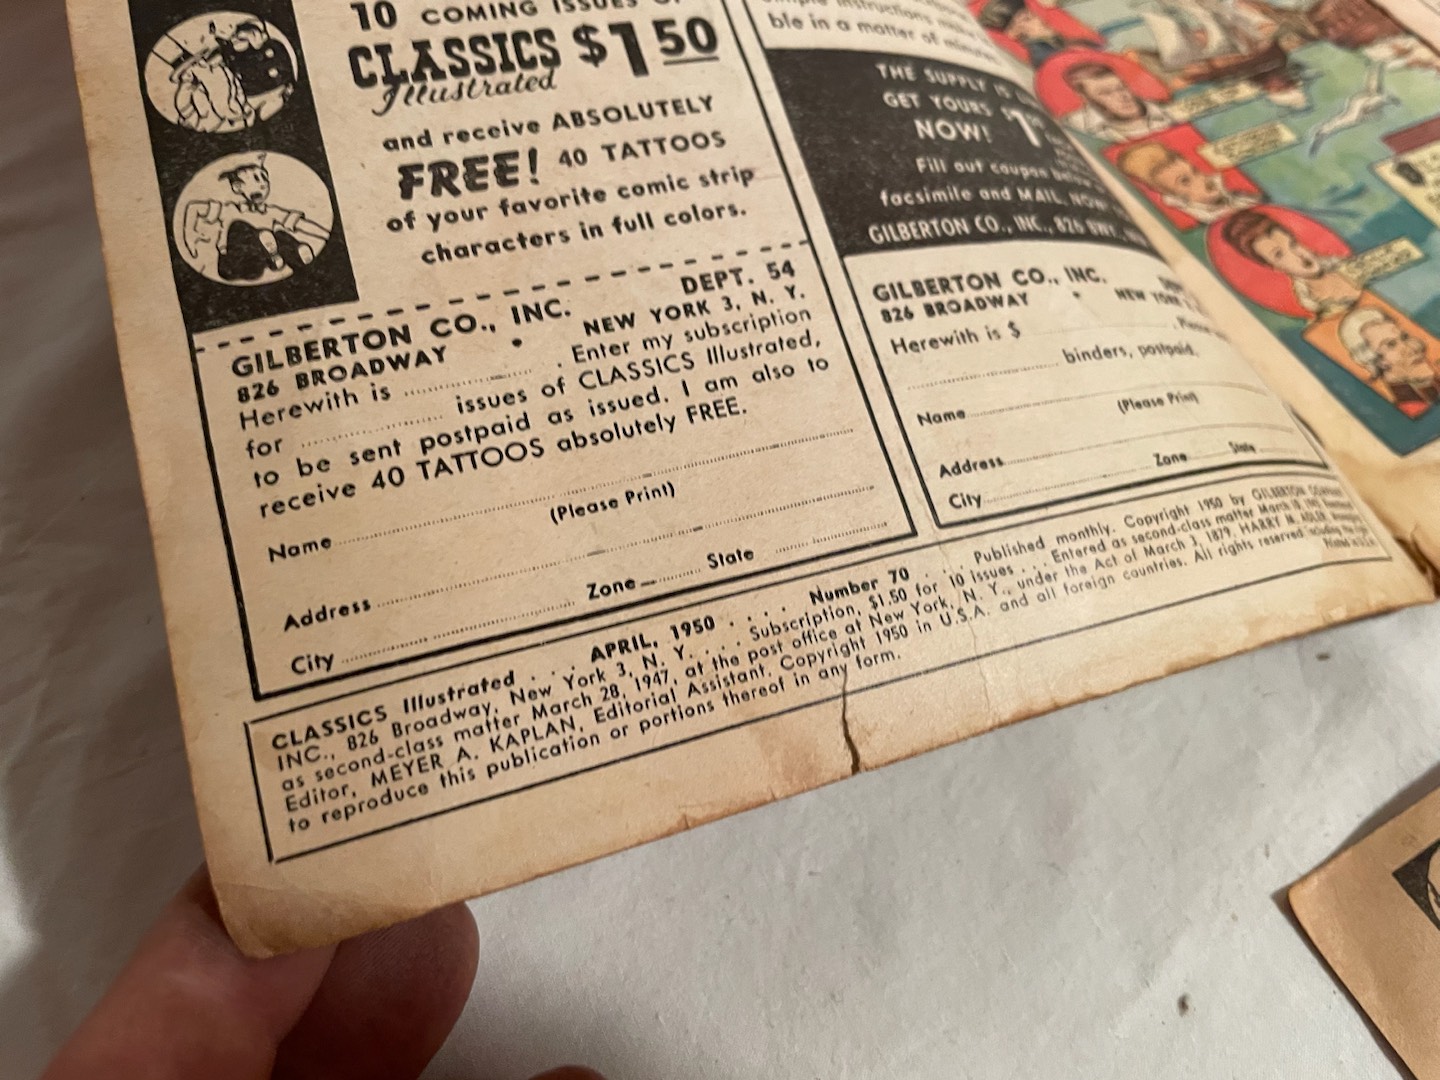 10 COMING ISSUES
CLASSICS $1 50
Illustrated
and receive ABSOLUTELY
FREE! 40 TATTOOS
of your favorite comic strip
characters in full colors.
GILBERTON CO., INC. DEPT. 54
826 BROADWAY • NEW YORK 3, N. Y.
Herewith is . Enter my subscription
for issues of CLASSICS Illustrated,
to be sent postpaid as issued. I am also to
receive 40 TATTOOS absolutely FREE.
Name
(Please Print)
Address
City Zone State
ble in a matter of
THE SUPPLY IS
GET YOURS
NOW!
Fill out coupon
facsimile and MAIL NOW
GILBERTON CO., INC., 826
GILBERTON CO., INC.
826 BROADWAY • NEW YORK
Herewith is $
binders, postpaid.
Name
(Please Print)
Address
City Zone State
CLASSICS Illustrated . . . APRIL, 1950 . . . . Number 70 . . . . Published monthly. Copyright 1950 by GILBERTON
INC., 826 Broadway, New York 3, N. Y. . . . Subscription, $1.50 for 10 issues . . . Entered as second-class matter March
as second-class matter March 28, 1947, at the post office at New York, N. Y., under the Act of March 3, 1879. HARRY M. ADLER,
Editor, MEYER A. KAPLAN, Editorial Assistant. Copyright 1950 in U.S.A. and all foreign countries. All rights reserved including the
to reproduce this publication or portions thereof in any form.